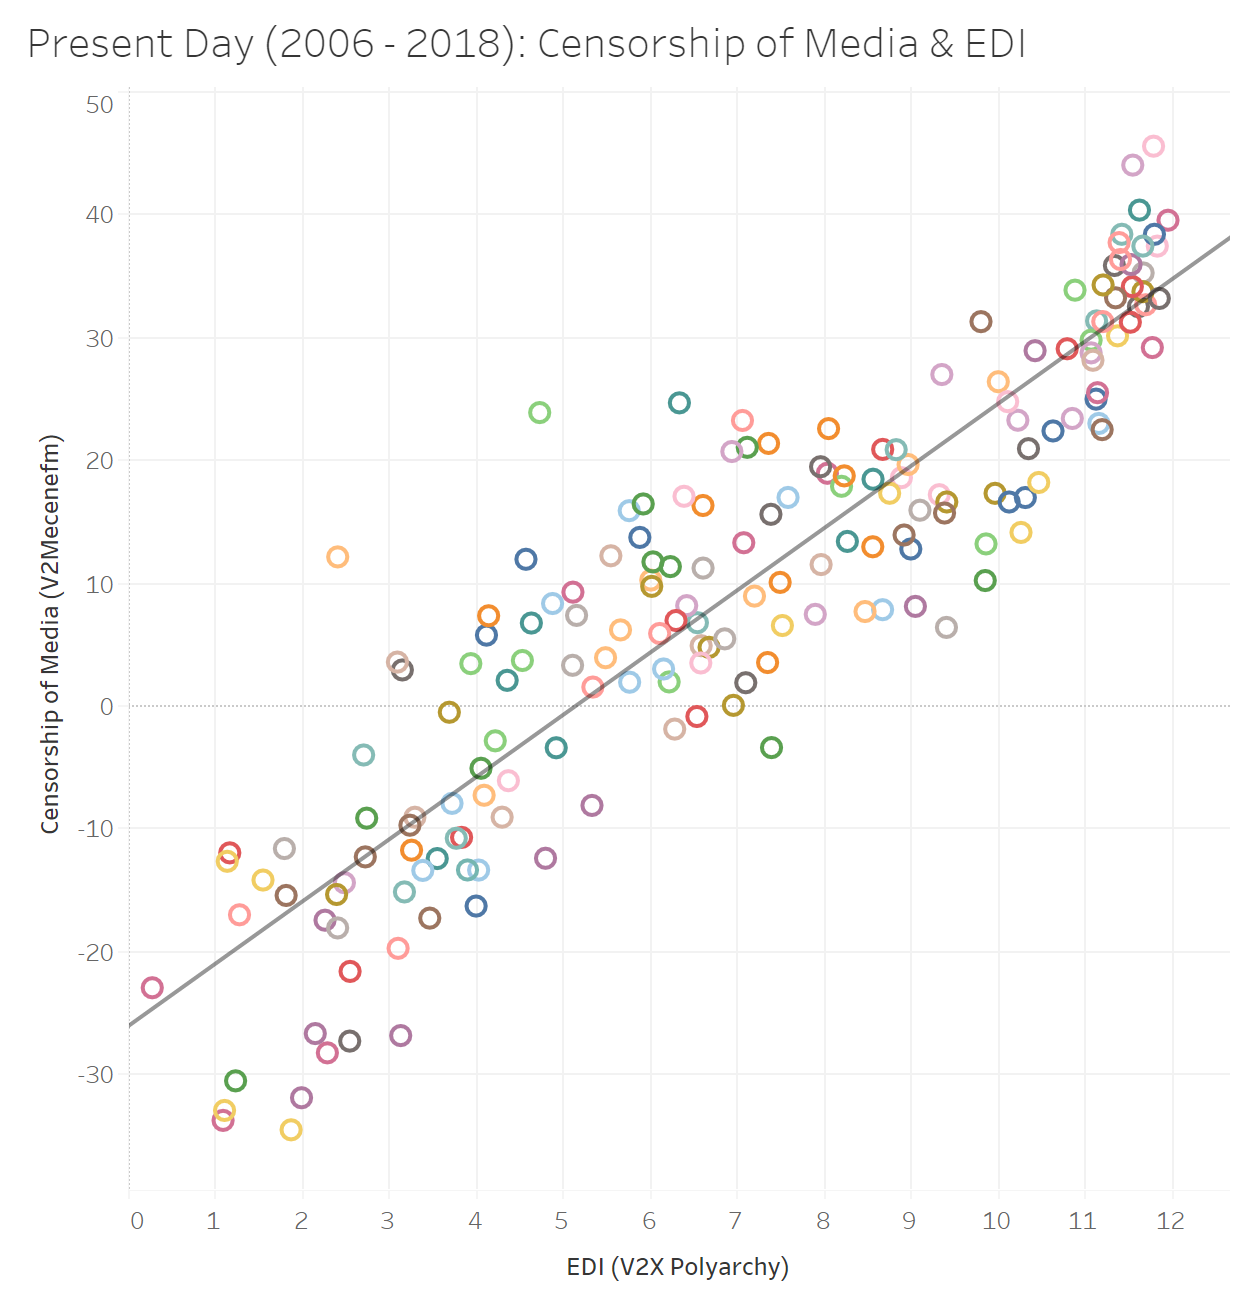 Present Day (2006 - 2018): Censorship of Media & EDI
50
40
30
20
10
0
-10
-20
-30
Censorship of Media (V2Mecenefm)
0 1 2 3 4 5 6 7 8 9 10 11 12
EDI (V2X Polyarchy)